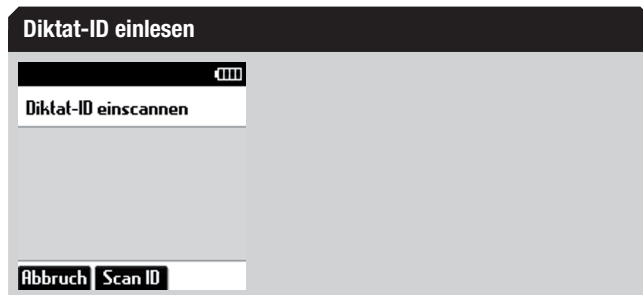 Diktat-ID einlesen
Diktat-ID einscannen
Abbruch Scan ID